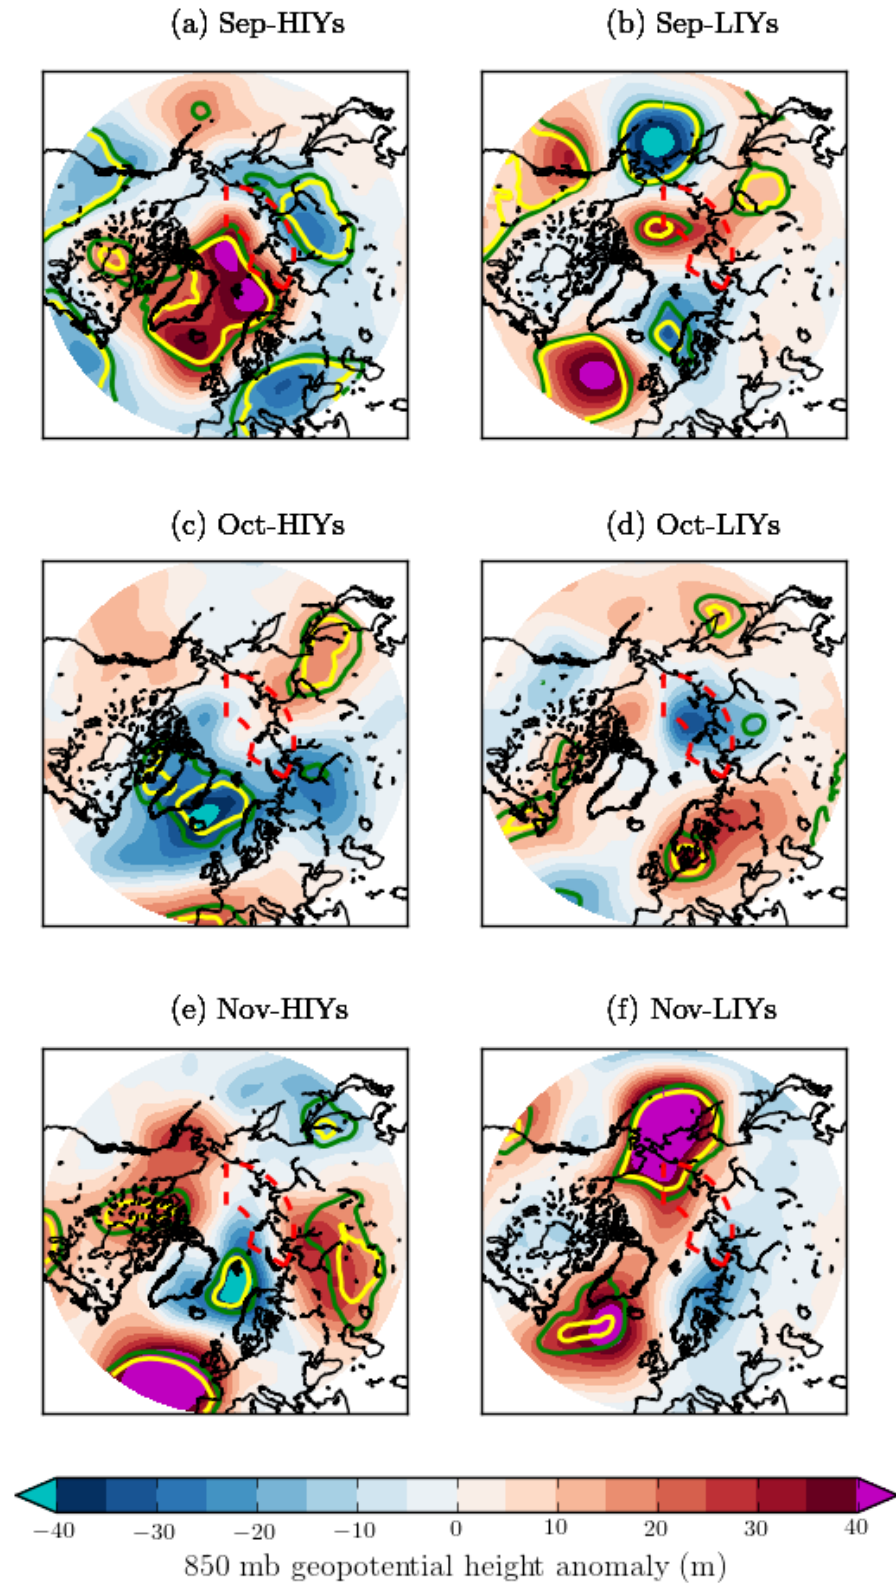 (a) Sep-HIYs
(b) Sep-LIYs
(c) Oct-HIYs
(d) Oct-LIYs
(e) Nov-HIYs
(f) Nov-LIYs
−40 −30 −20 −10 0 10 20 30 40
850 mb geopotential height anomaly (m)